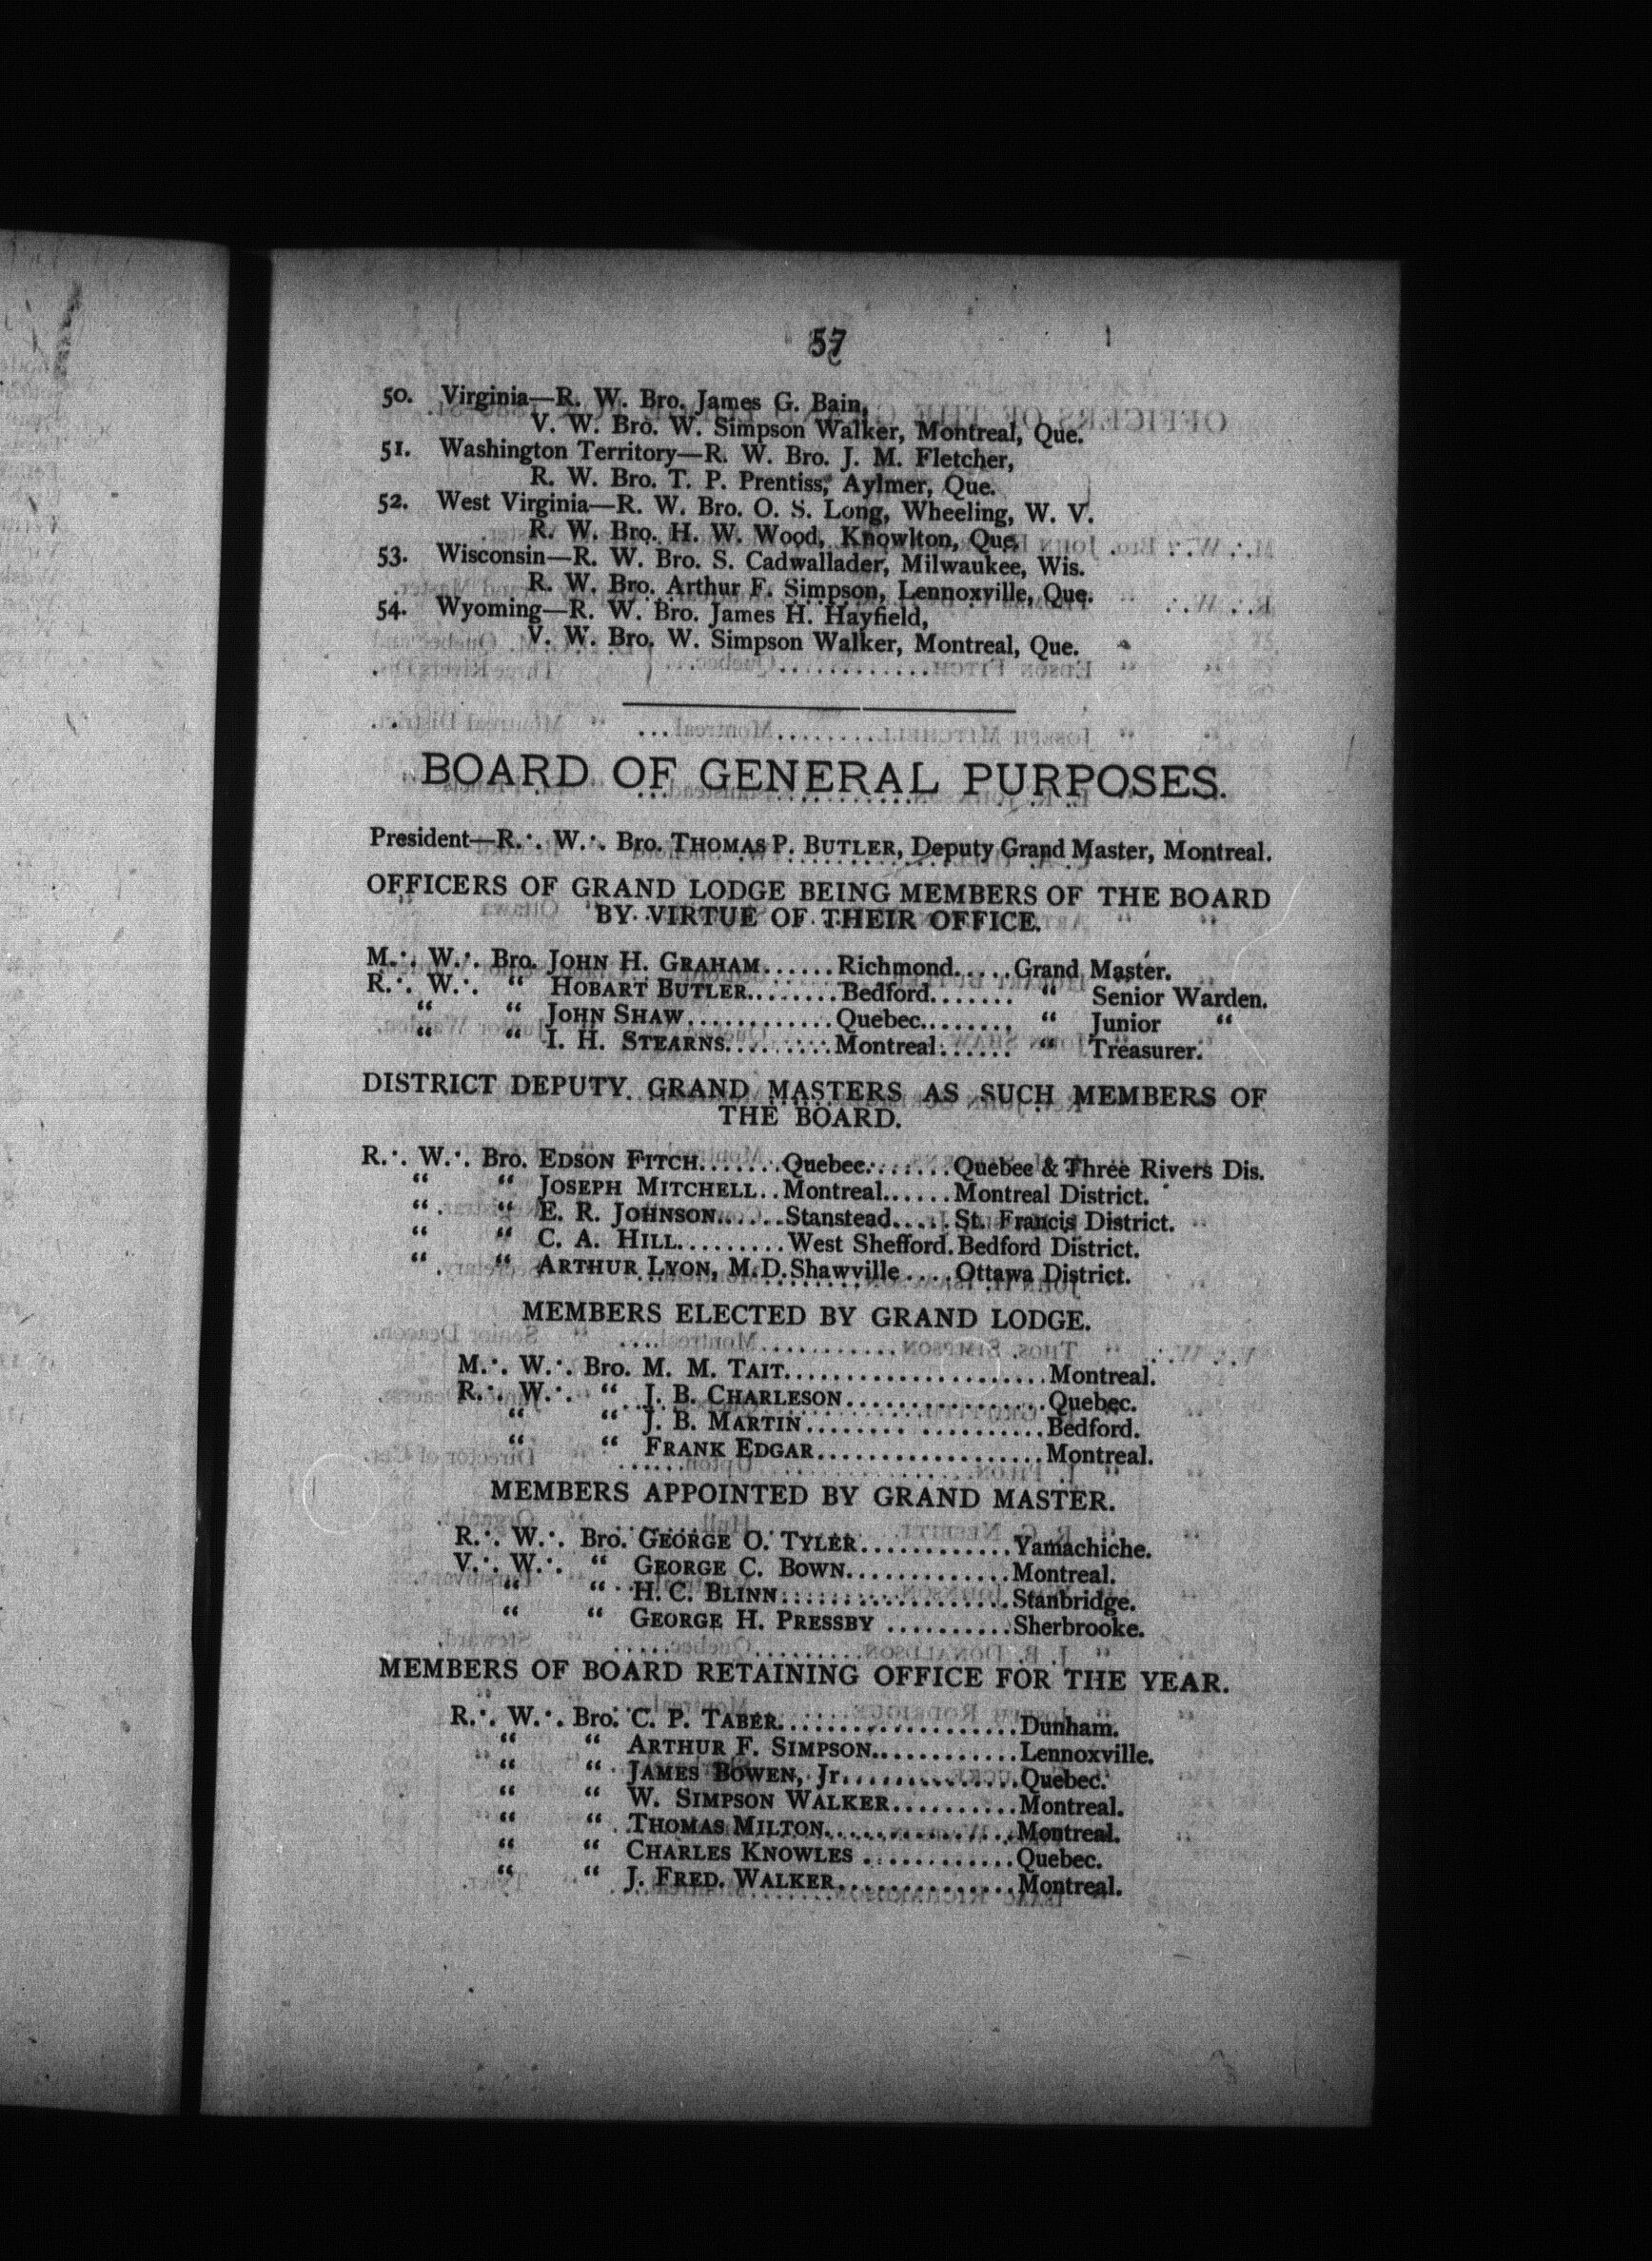 57
50. Virginia—R. W. Bro. James G. Bain,
V. W. Bro. W. Simpson Walker, Montreal, Que.
51. Washington Territory—R. W. Bro. J. M. Fletcher,
R. W. Bro. T. P. Prentiss, Aylmer, Que.
52. West Virginia—R. W. Bro. O. S. Long, Wheeling, W. V.
R. W. Bro. H. W. Wood, Knowlton, Que.
53. Wisconsin—R. W. Bro. S. Cadwallader, Milwaukee, Wis.
R. W. Bro. Arthur F. Simpson, Lennoxville, Que.
54. Wyoming—R. W. Bro. James H. Hayfield,
V. W. Bro. W. Simpson Walker, Montreal, Que.
BOARD OF GENERAL PURPOSES.
President—R.·. W.·. Bro. THOMAS P. BUTLER, Deputy Grand Master, Montreal.
OFFICERS OF GRAND LODGE BEING MEMBERS OF THE BOARD
BY VIRTUE OF THEIR OFFICE.
M.·. W.·. Bro. JOHN H. GRAHAM......Richmond.....Grand Master.
R.·. W.·. “ HOBART BUTLER........Bedford....... “ Senior Warden.
“ “ JOHN SHAW............Quebec........ “ Junior “
“ “ I. H. STEARNS.........Montreal...... “ Treasurer.
DISTRICT DEPUTY GRAND MASTERS AS SUCH MEMBERS OF
THE BOARD.
R.·. W.·. Bro. EDSON FITCH.......Quebec.......Quebec & Three Rivers Dis.
“ “ JOSEPH MITCHELL..Montreal......Montreal District.
“ “ E. R. JOHNSON......Stanstead.....St. Francis District.
“ “ C. A. HILL.........West Shefford.Bedford District.
“ “ ARTHUR LYON, M.D.Shawville....Ottawa District.
MEMBERS ELECTED BY GRAND LODGE.
M.·. W.·. Bro. M. M. TAIT......................Montreal.
R.·. W.·. “ J. B. CHARLESON.................Quebec.
“ “ J. B. MARTIN........ ..........Bedford.
“ “ FRANK EDGAR...................Montreal.
MEMBERS APPOINTED BY GRAND MASTER.
R.·. W.·. Bro. GEORGE O. TYLER............Yamachiche.
V.·. W.·. “ GEORGE C. BOWN.............Montreal.
“ “ H. C. BLINN...................Stanbridge.
“ “ GEORGE H. PRESSBY ..........Sherbrooke.
MEMBERS OF BOARD RETAINING OFFICE FOR THE YEAR.
R.·. W.·. Bro. C. P. TABER....................Dunham.
“ “ ARTHUR F. SIMPSON............Lennoxville.
“ “ JAMES BOWEN, Jr..............Quebec.
“ “ W. SIMPSON WALKER..........Montreal.
“ “ THOMAS MILTON................Montreal.
“ “ CHARLES KNOWLES ............Quebec.
“ “ J. FRED. WALKER...............Montreal.